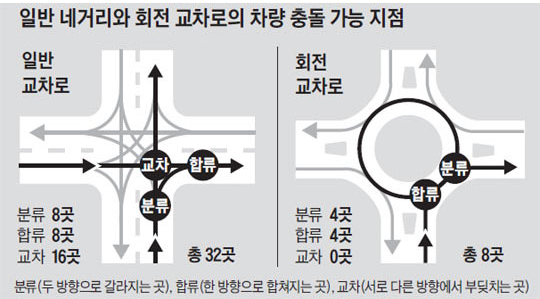 일반 네거리와 회전 교차로의 차량 충돌 가능 지점
일반
교차로
교차
합류
분류
분류 8곳
합류 8곳
교차 16곳
총 32곳
회전
교차로
분류
합류
분류 4곳
합류 4곳
교차 0곳
총 8곳
분류(두 방향으로 갈라지는 곳), 합류(한 방향으로 합쳐지는 곳), 교차(서로 다른 방향에서 부딪치는 곳)